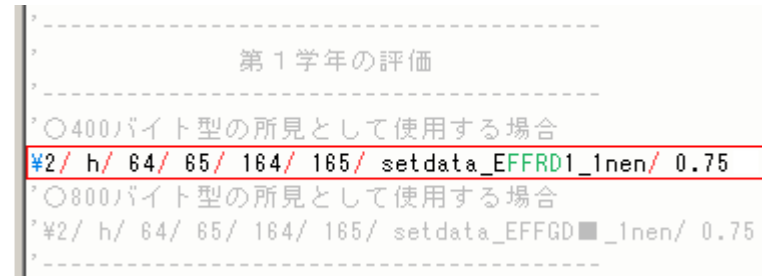 '----------------------------------------
'　　　　　　第１学年の評価
'----------------------------------------
'○400バイト型の所見として使用する場合
¥2/ h/ 64/ 65/ 164/ 165/ setdata_EFFRD1_1nen/ 0.75
'○800バイト型の所見として使用する場合
'¥2/ h/ 64/ 65/ 164/ 165/ setdata_EFFGD■_1nen/ 0.75
'----------------------------------------